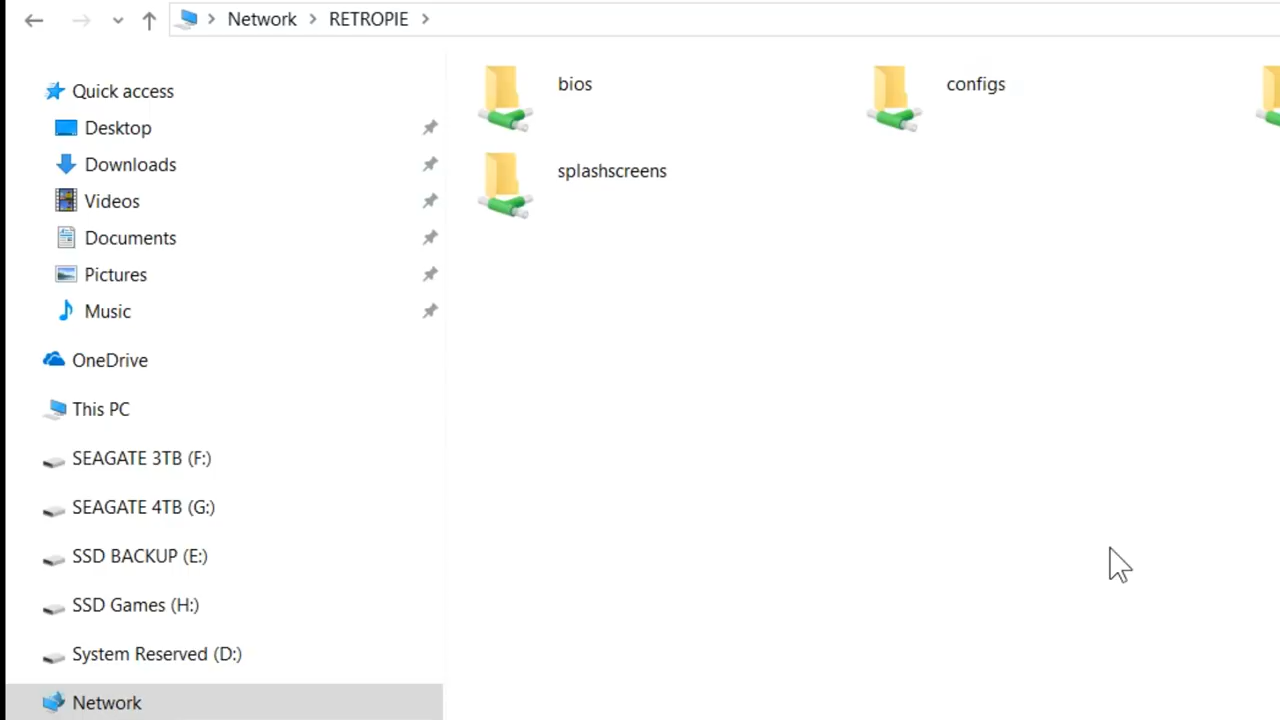 Network > RETROPIE >
Quick access
Desktop
Downloads
Videos
Documents
Pictures
Music
OneDrive
This PC
SEAGATE 3TB (F:)
SEAGATE 4TB (G:)
SSD BACKUP (E:)
SSD Games (H:)
System Reserved (D:)
Network
bios
configs
splashscreens